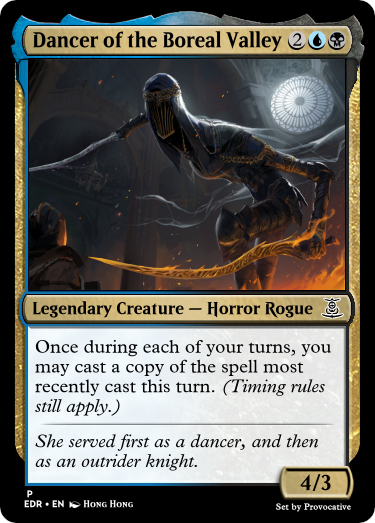 Dancer of the Boreal Valley 2
Legendary Creature — Horror Rogue
Once during each of your turns, you
may cast a copy of the spell most
recently cast this turn. (Timing rules
still apply.)
She served first as a dancer, and then
as an outrider knight.
4/3
P
EDR • EN Hong Hong
Set by Provocative